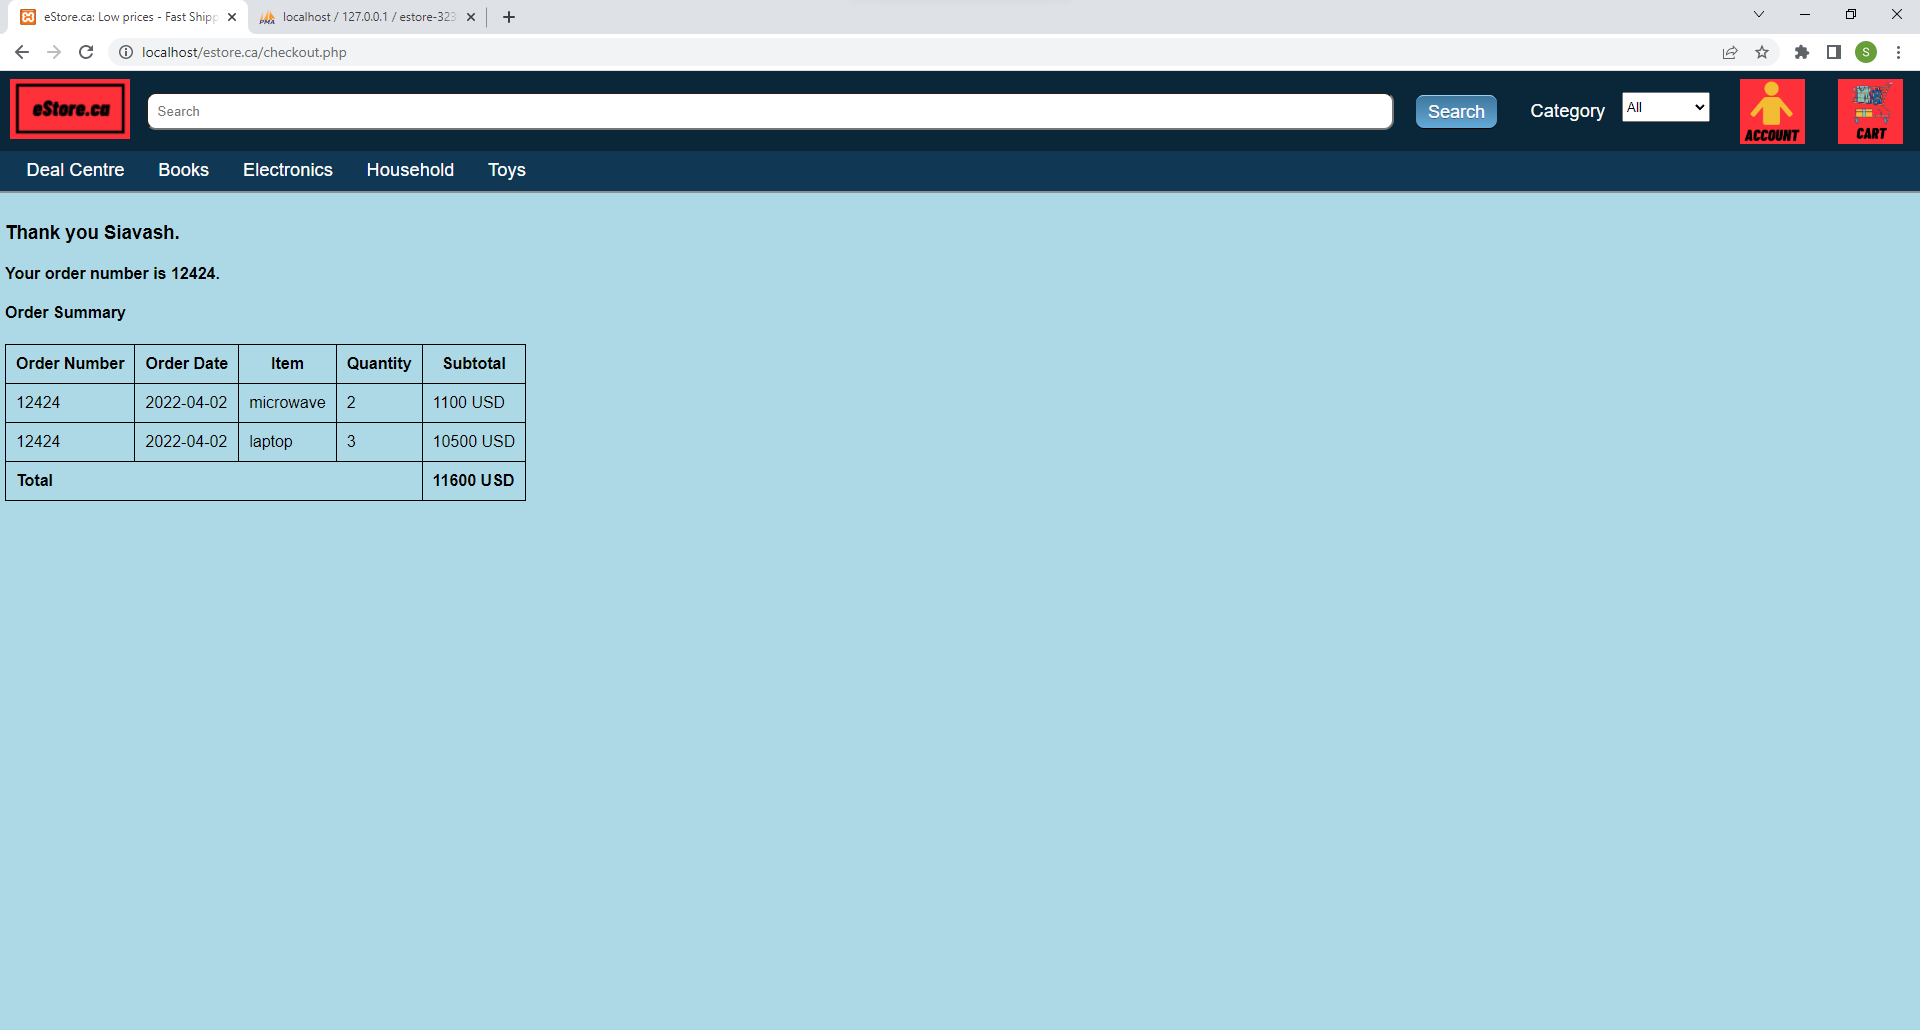 eStore.ca: Low prices - Fast Shipp
localhost / 127.0.0.1 / estore-323
localhost/estore.ca/checkout.php
S
eStore.ca
Search
Search
Category
All
ACCOUNT
CART
Deal Centre Books Electronics Household Toys
Thank you Siavash.
Your order number is 12424.
Order Summary
Order Number Order Date Item Quantity Subtotal
12424 2022-04-02 microwave 2 1100 USD
12424 2022-04-02 laptop 3 10500 USD
Total 11600 USD